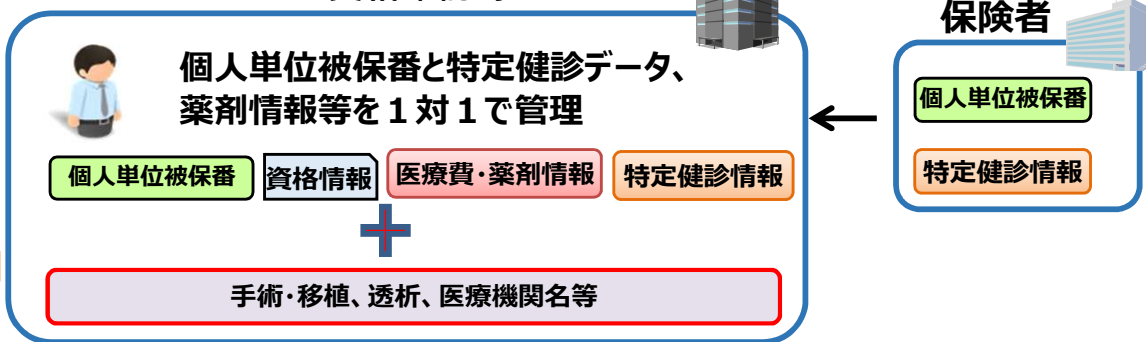 個人単位被保番と特定健診データ、
薬剤情報等を1対1で管理
個人単位被保番
資格情報
医療費・薬剤情報
特定健診情報
手術・移植、透析、医療機関名等
保険者
個人単位被保番
特定健診情報